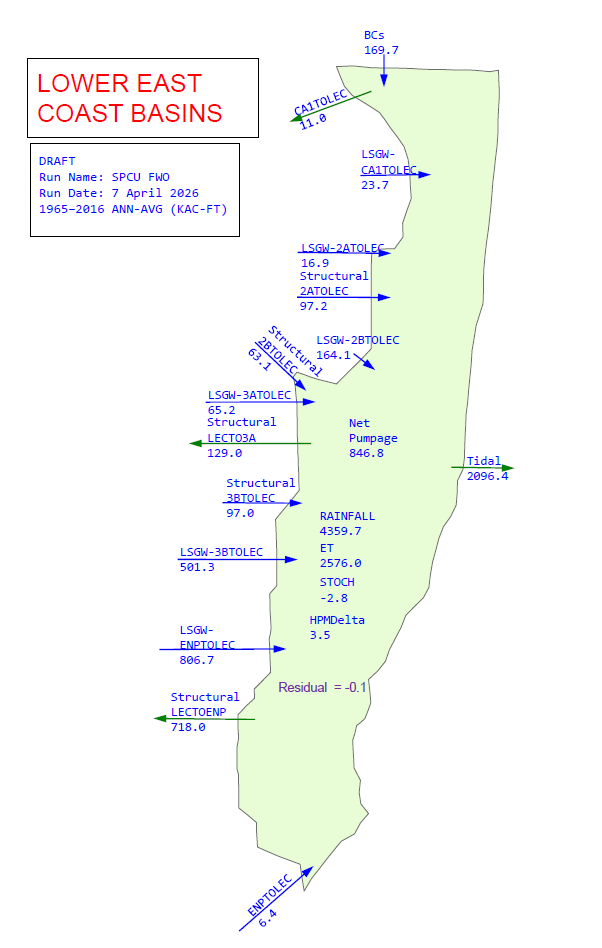 BCs
169.7
LOWER EAST
COAST BASINS
CA1TOLEC
11.0
DRAFT
Run Name: SPCU FWO
Run Date: 7 April 2026
1965–2016 ANN-AVG (KAC-FT)
LSGW-
CA1TOLEC
23.7
LSGW-2ATOLEC
16.9
Structural
2ATOLEC
97.2
Structural
2BTOLEC
63.1
LSGW-2BTOLEC
164.1
LSGW-3ATOLEC
65.2
Structural
LECTO3A
129.0
Net
Pumpage
846.8
Tidal
2096.4
Structural
3BTOLEC
97.0
RAINFALL
4359.7
ET
2576.0
STOCH
-2.8
LSGW-3BTOLEC
501.3
HPMDelta
3.5
LSGW-
ENPTOLEC
806.7
Residual = -0.1
Structural
LECTOENP
718.0
ENPTOLEC
6.4